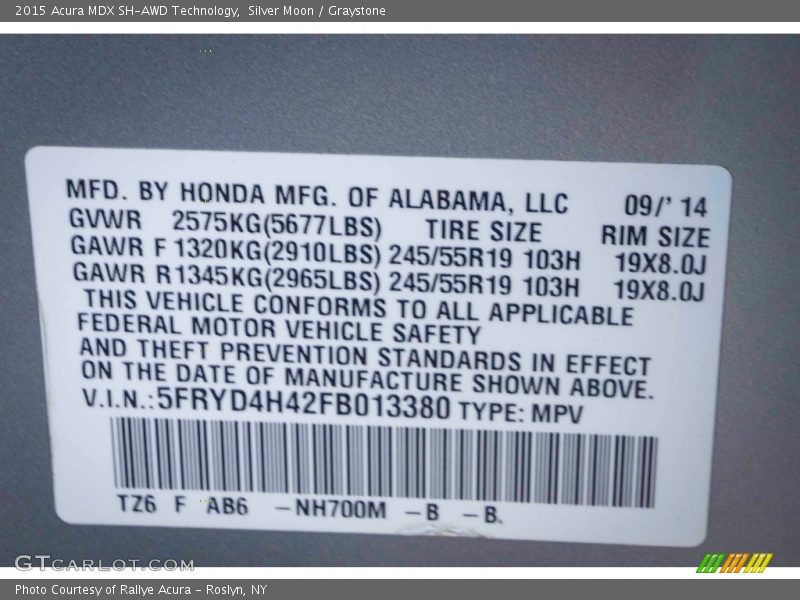 2015 Acura MDX SH-AWD Technology,  Silver Moon / Graystone
MFD. BY HONDA MFG. OF ALABAMA, LLC 09/' 14
GVWR 2575KG(5677LBS) TIRE SIZE RIM SIZE
GAWR F 1320KG(2910LBS) 245/55R19 103H 19X8.0J
GAWR R1345KG(2965LBS) 245/55R19 103H 19X8.0J
THIS VEHICLE CONFORMS TO ALL APPLICABLE
FEDERAL MOTOR VEHICLE SAFETY
AND THEFT PREVENTION STANDARDS IN EFFECT
ON THE DATE OF MANUFACTURE SHOWN ABOVE.
V.I.N.:5FRYD4H42FB013380 TYPE: MPV
TZ6 F AB6 -NH700M -B -B.
GTCARLOT.COM
Photo Courtesy of Rallye Acura - Roslyn, NY